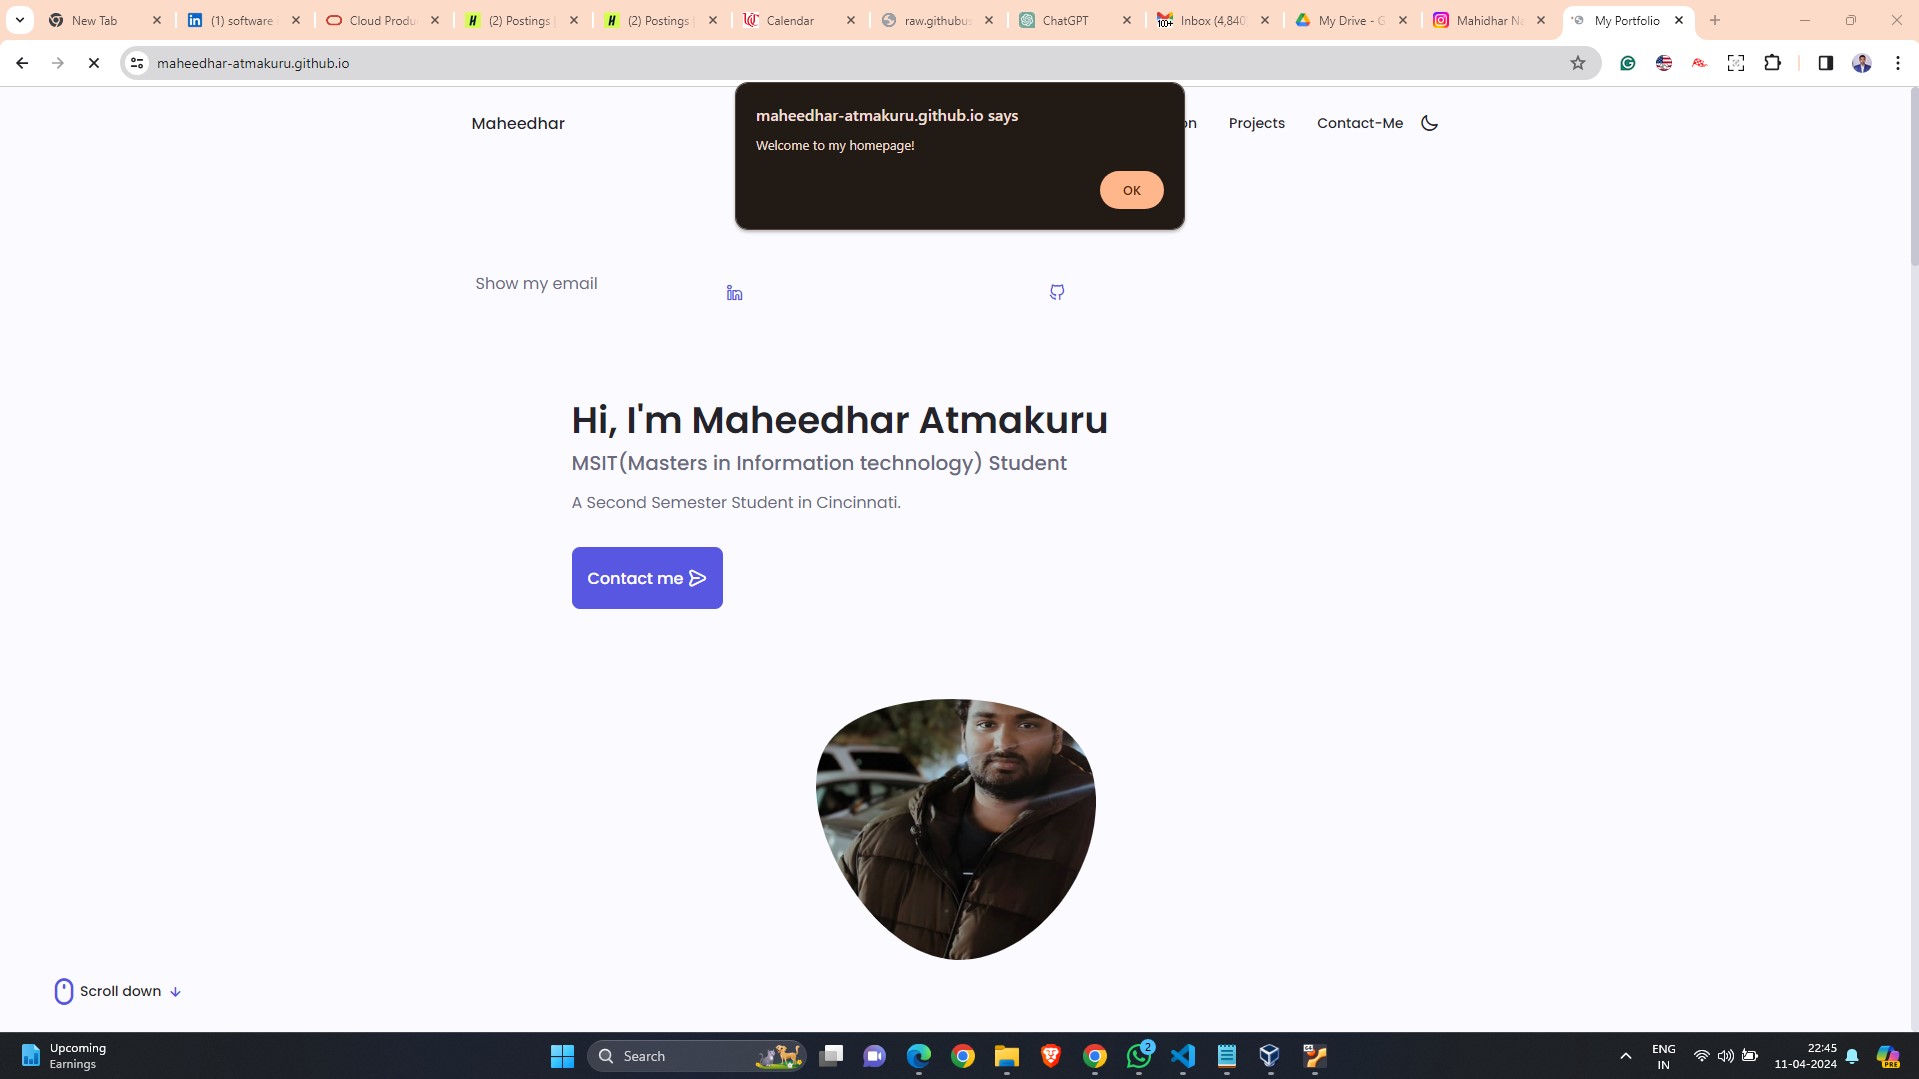 New Tab
(1) software
Cloud Produ
(2) Postings
(2) Postings
Calendar
raw.githubu
ChatGPT
100+
Inbox (4,840
My Drive - G
Mahidhar N
My Portfolio
maheedhar-atmakuru.github.io
maheedhar-atmakuru.github.io says
Welcome to my homepage!
OK
Maheedhar
on
Projects
Contact-Me
Show my email
Hi, I'm Maheedhar Atmakuru
MSIT(Masters in Information technology) Student
A Second Semester Student in Cincinnati.
Contact me
Scroll down
Upcoming
Earnings
Search
2
ENG
IN
22:45
11-04-2024
PRE